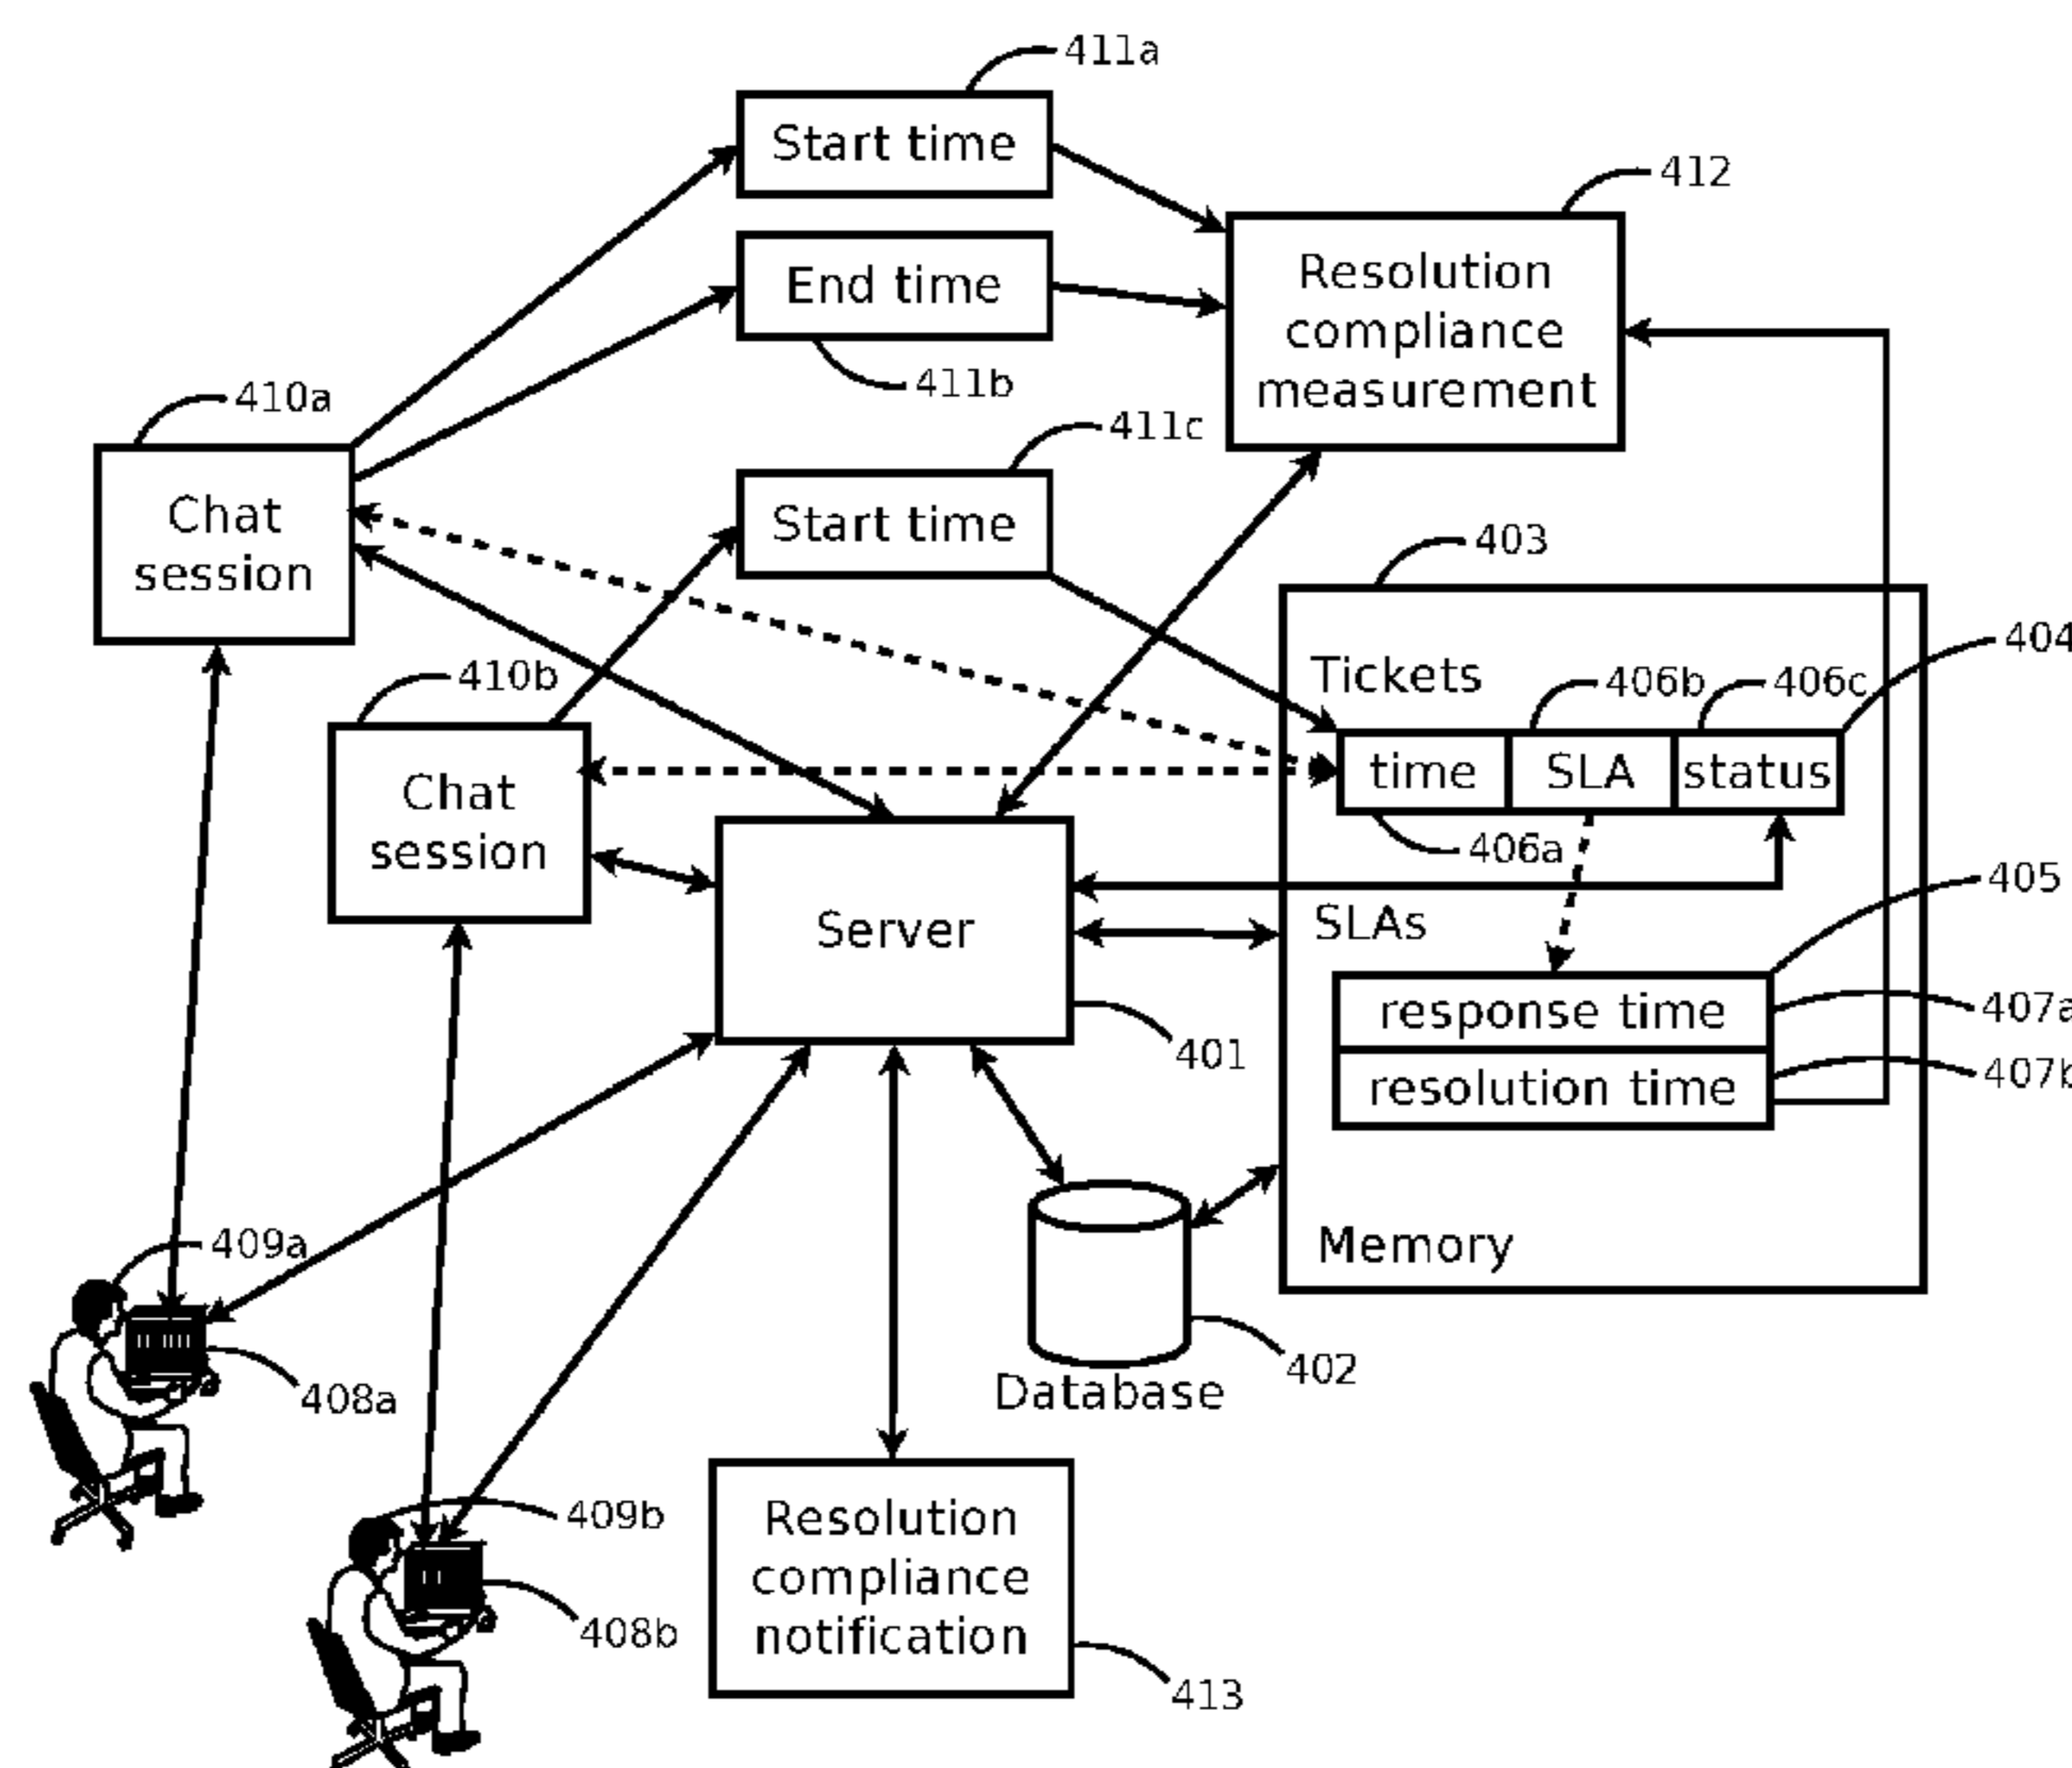 411a
Start time
412
End time
Resolution
compliance
measurement
411b
410a
411c
Chat
session
Start time
403
404
Tickets
410b
406b
406c
time
SLA
status
Chat
session
406a
405
Server
SLAs
response time
407a
401
resolution time
407b
409a
Memory
408a
402
Database
409b
Resolution
compliance
notification
408b
413